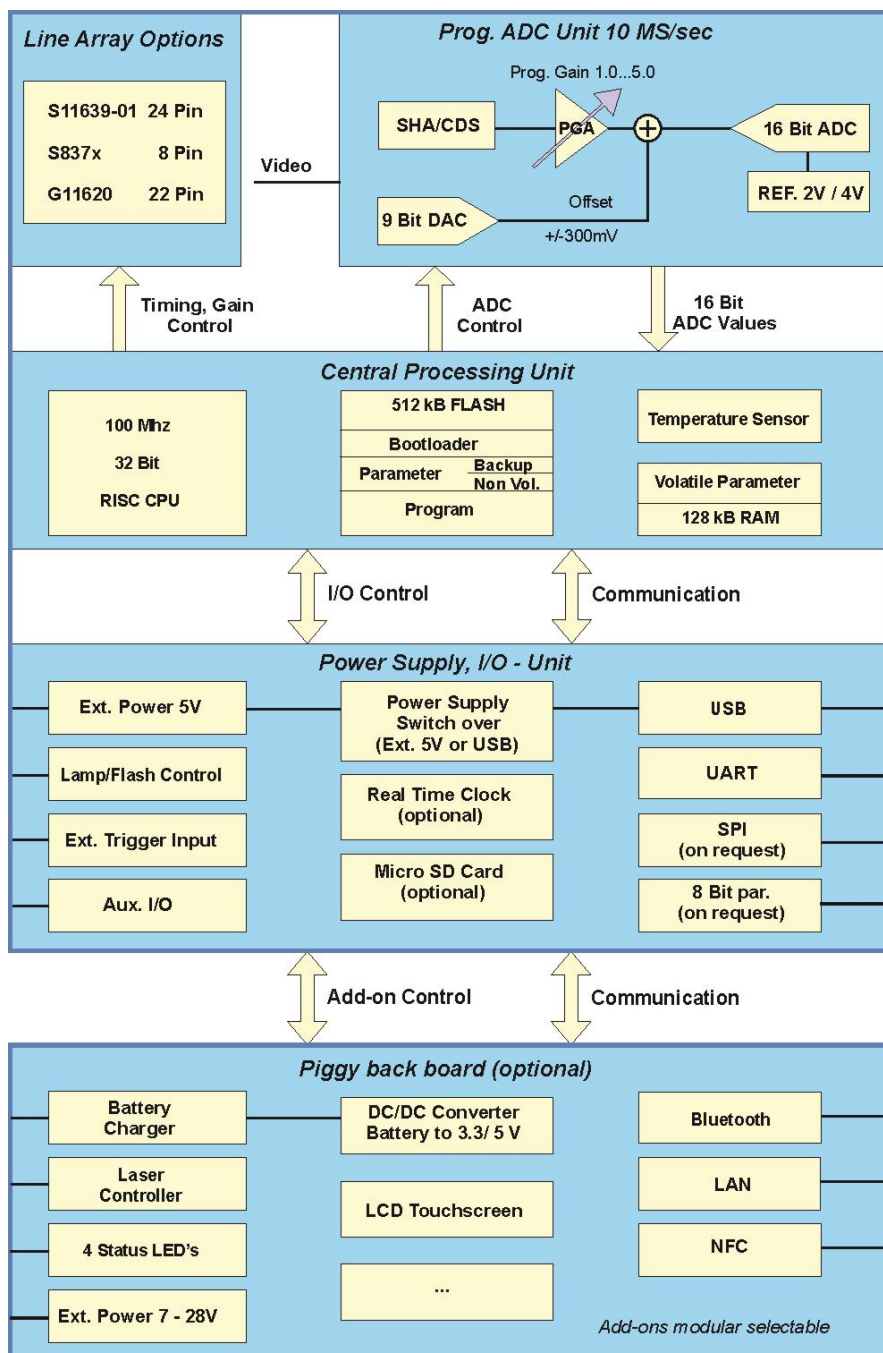 Line Array Options
S11639-01 24 Pin
S837x 8 Pin
G11620 22 Pin
Video
Prog. ADC Unit 10 MS/sec
Prog. Gain 1.0...5.0
SHA/CDS
PGA
+
16 Bit ADC
REF. 2V / 4V
9 Bit DAC
Offset
+/-300mV
Timing, Gain
Control
ADC
Control
16 Bit
ADC Values
Central Processing Unit
100 Mhz
32 Bit
RISC CPU
512 kB FLASH
Bootloader
Parameter
Backup
Non Vol.
Program
Temperature Sensor
Volatile Parameter
128 kB RAM
I/O Control
Communication
Power Supply, I/O - Unit
Ext. Power 5V
Lamp/Flash Control
Ext. Trigger Input
Aux. I/O
Power Supply
Switch over
(Ext. 5V or USB)
Real Time Clock
(optional)
Micro SD Card
(optional)
USB
UART
SPI
(on request)
8 Bit par.
(on request)
Add-on Control
Communication
Piggy back board (optional)
Battery
Charger
Laser
Controller
4 Status LED's
Ext. Power 7 - 28V
DC/DC Converter
Battery to 3.3/ 5 V
LCD Touchscreen
...
Bluetooth
LAN
NFC
Add-ons modular selectable